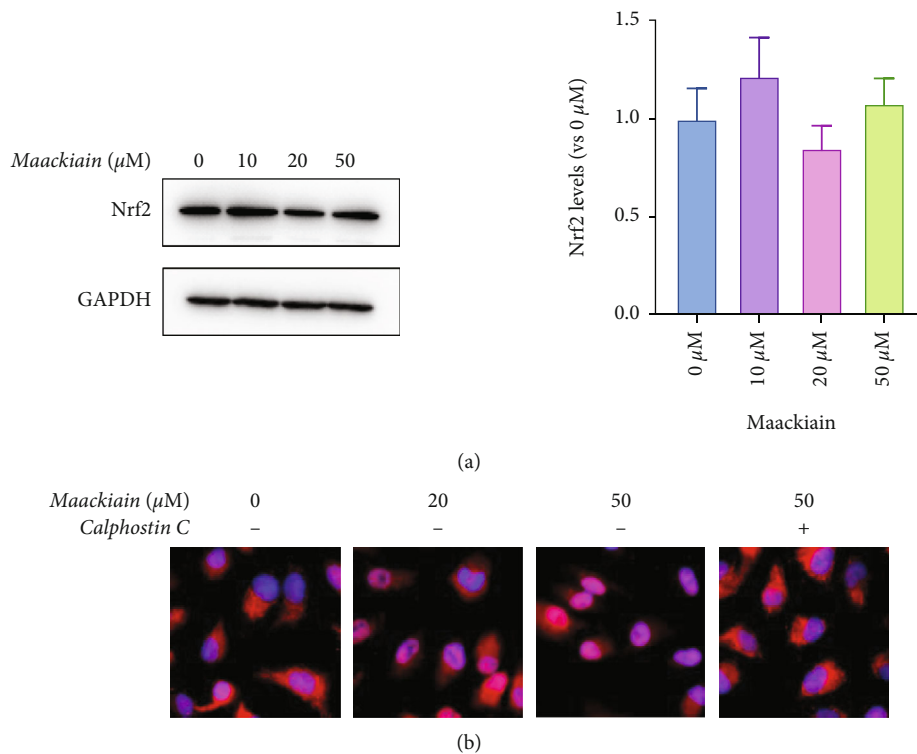 Maackiain (µM) 0 10 20 50
Nrf2
GAPDH
Nrf2 levels (vs 0 µM)
1.5
1.0
0.5
0.0
0 µM
10 µM
20 µM
50 µM
Maackiain
(a)
Maackiain (µM) 0 20 50 50
Calphostin C – – – +
(b)